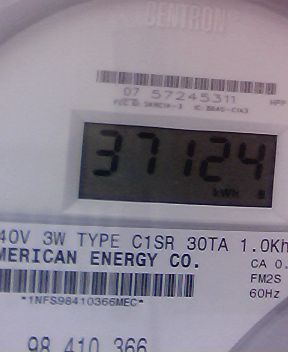 CENTRON
07 57245311
37124
kWh
40V 3W TYPE C1SR 30TA 1.0Kh
MERICAN ENERGY CO.
CA 0.
FM2S
60Hz
*1NFS98410366MEC*
98 410 366